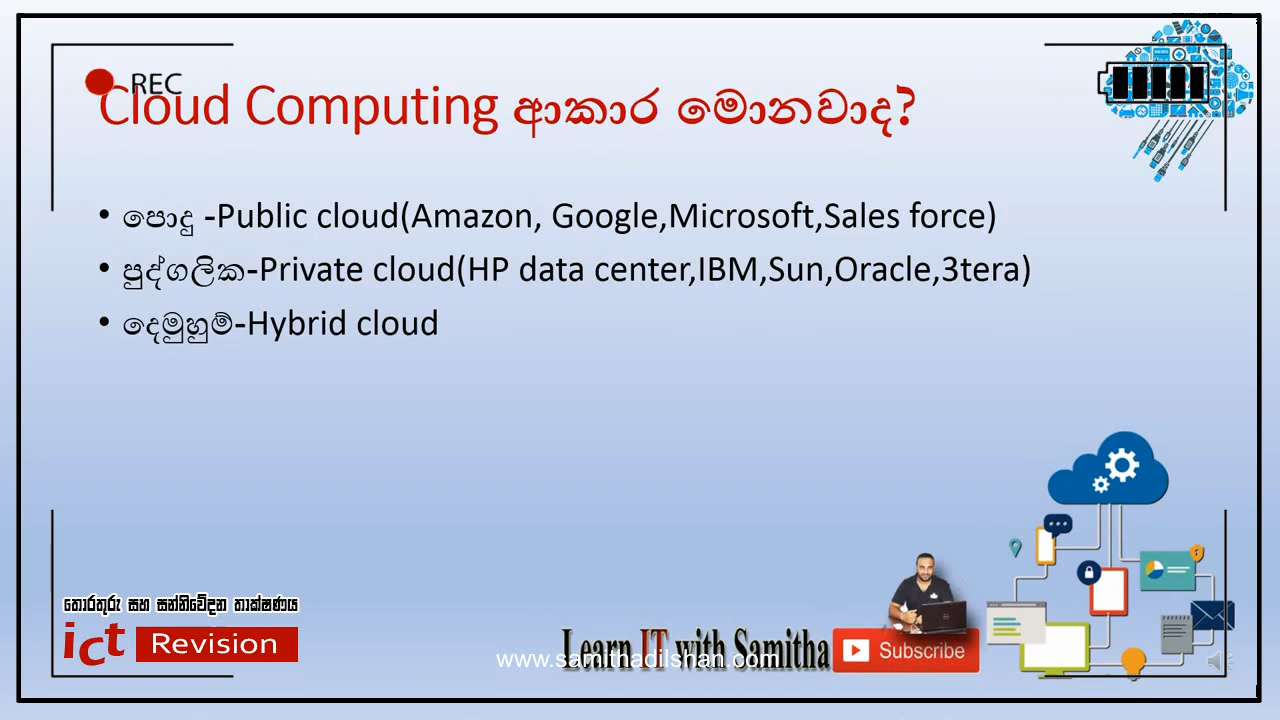 REC
Cloud Computing ආකාර මොනවාද?
• පොදු -Public cloud(Amazon, Google,Microsoft,Sales force)
• පුද්ගලික-Private cloud(HP data center,IBM,Sun,Oracle,3tera)
• දෙමුහුම්-Hybrid cloud
තොරතුරු සහ සන්නිවේදන තාක්ෂණය
ict Revision
Learn IT with Samitha
www.samithadilshan.com
Subscribe